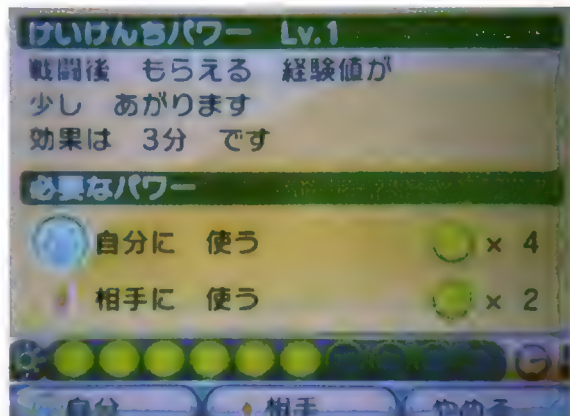 けいけんちパワー Lv.1
戦闘後 もらえる 経験値が
少し あがります
効果は 3分 です
必要なパワー
自分に 使う × 4
相手に 使う × 2
自分 相手 やめる